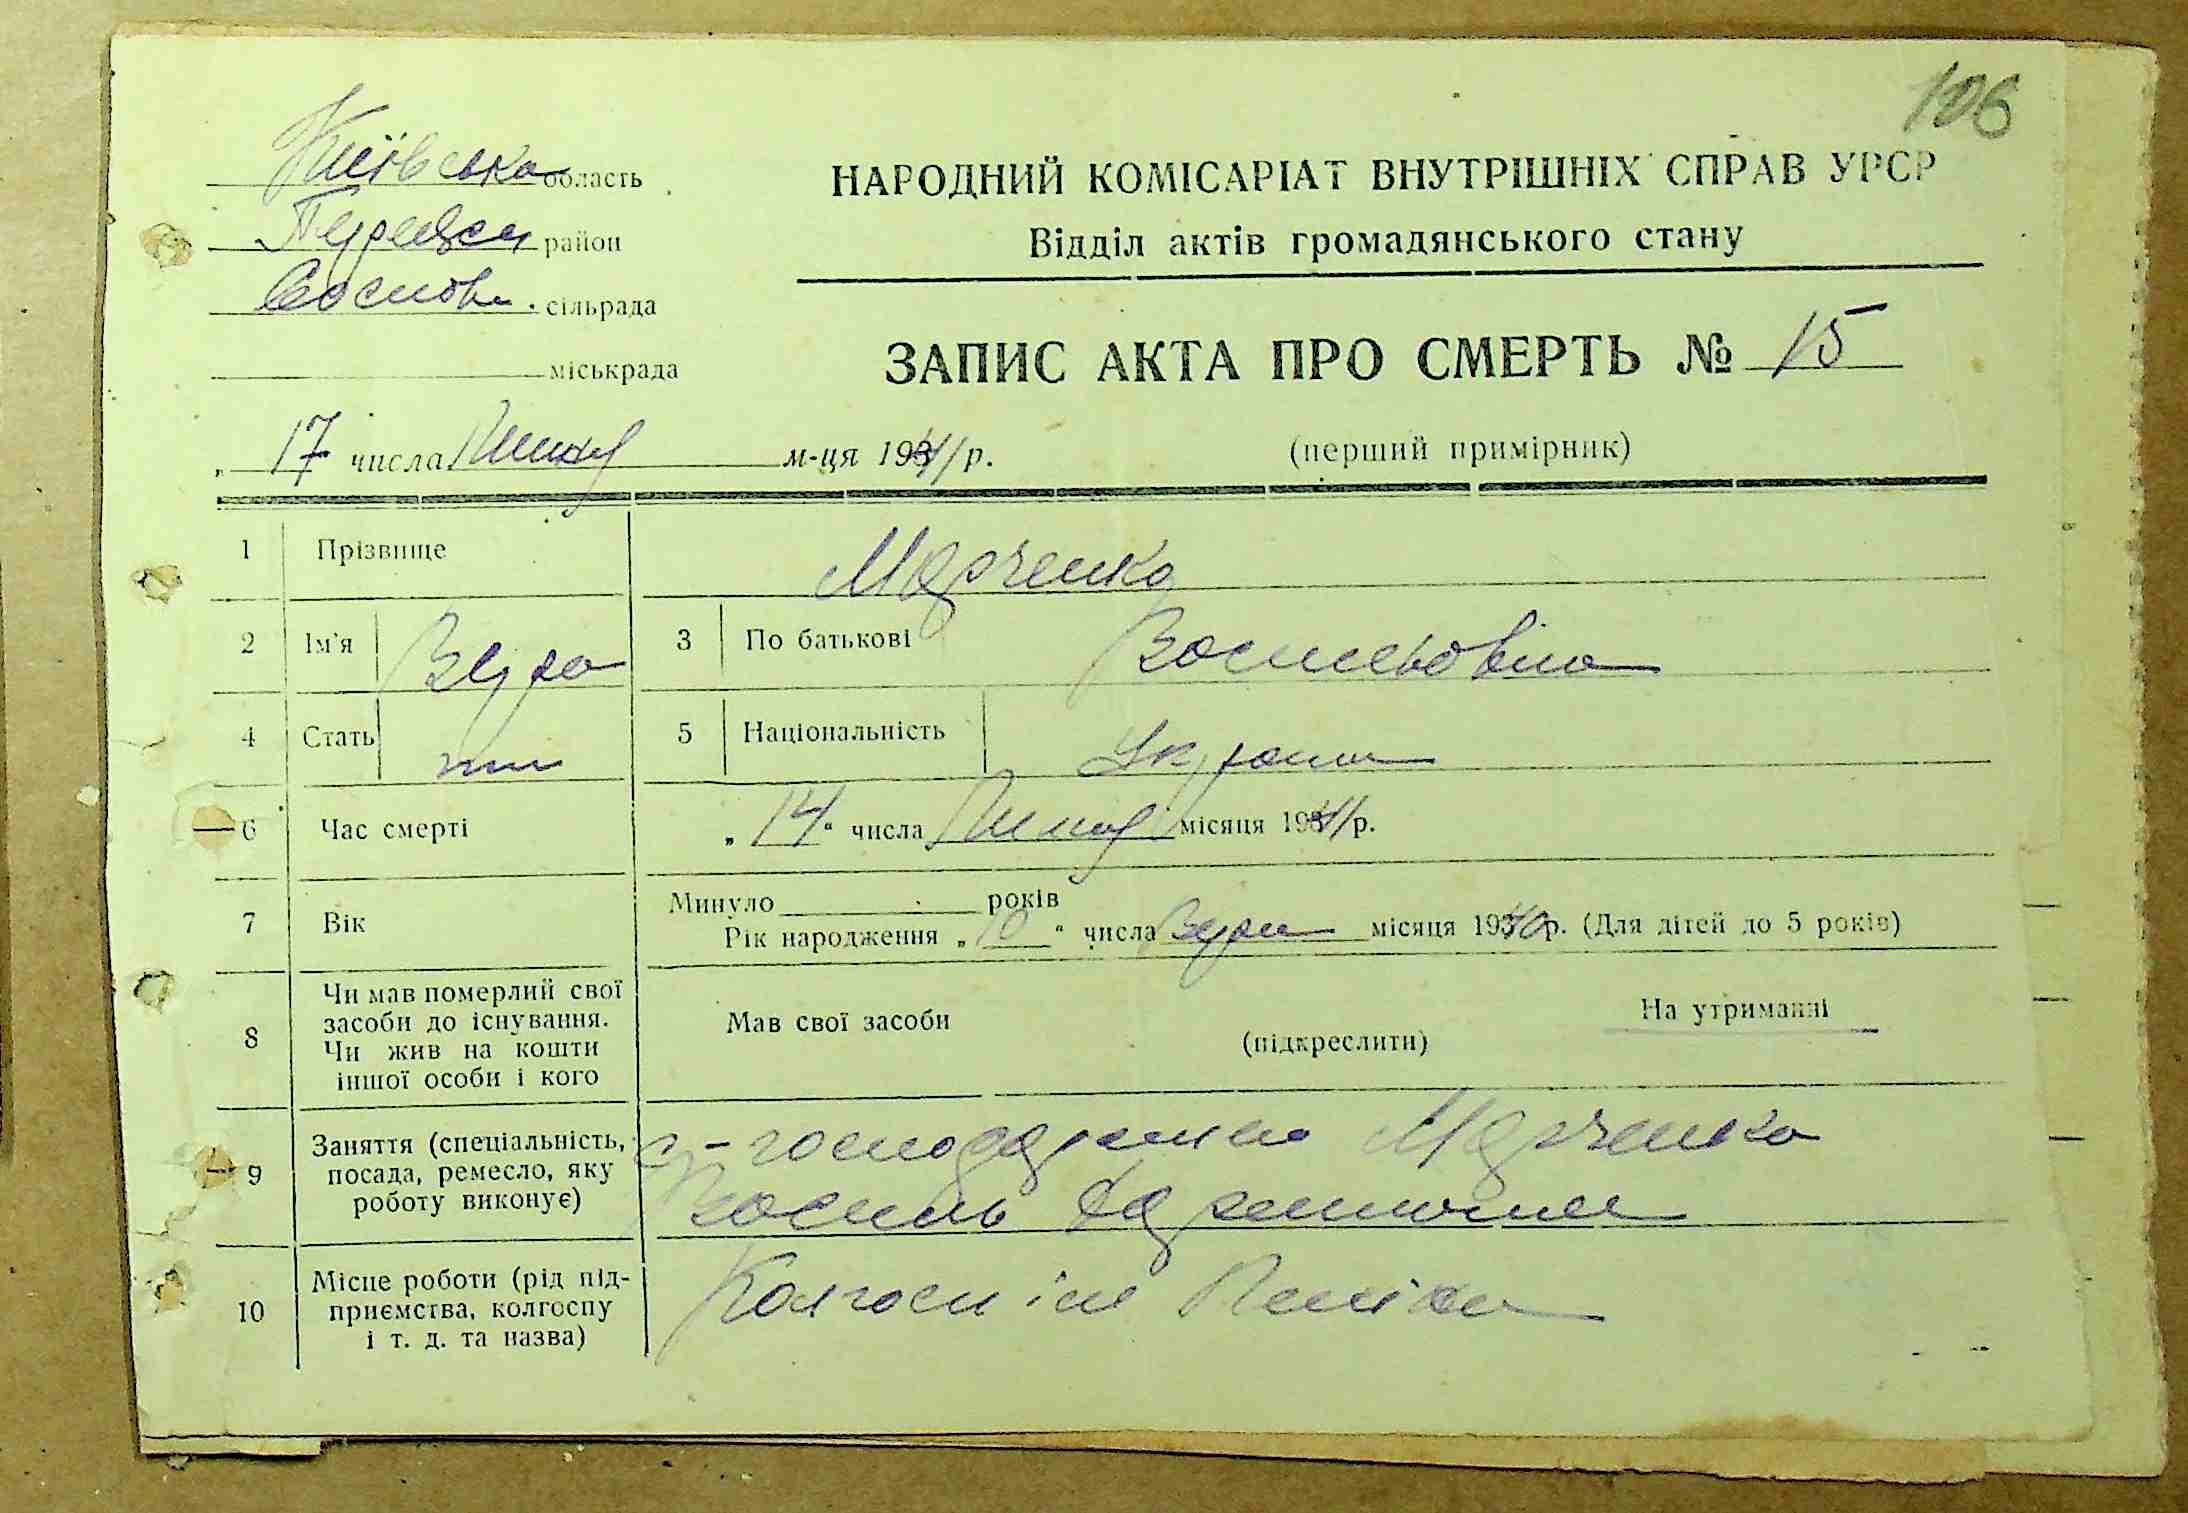 106
Київська область
район
сільрада
міськрада
НАРОДНИЙ КОМІСАРІАТ ВНУТРІШНІХ СПРАВ УРСР
Відділ актів громадянського стану
ЗАПИС АКТА ПРО СМЕРТЬ № 15
(перший примірник)
„ 17 числа м-ця 1941 р.
1 Прізвище Марченко
2 Ім'я Вера 3 По батькові Васильовна
4 Стать 5 Національність
6 Час смерті „ 14 “ числа місяця 1941 р.
7 Вік Минуло років
Рік народження „ 10 “ числа місяця 1940 р. (Для дітей до 5 років)
8 Чи мав померлий свої
засоби до існування.
Чи жив на кошти
іншої особи і кого
Мав свої засоби (підкреслити) На утриманні
9 Заняття (спеціальність,
посада, ремесло, яку
роботу виконує)
Марченко
Василь
10 Місце роботи (рід під-
приємства, колгоспу
і т. д. та назва)
Колгосп ім